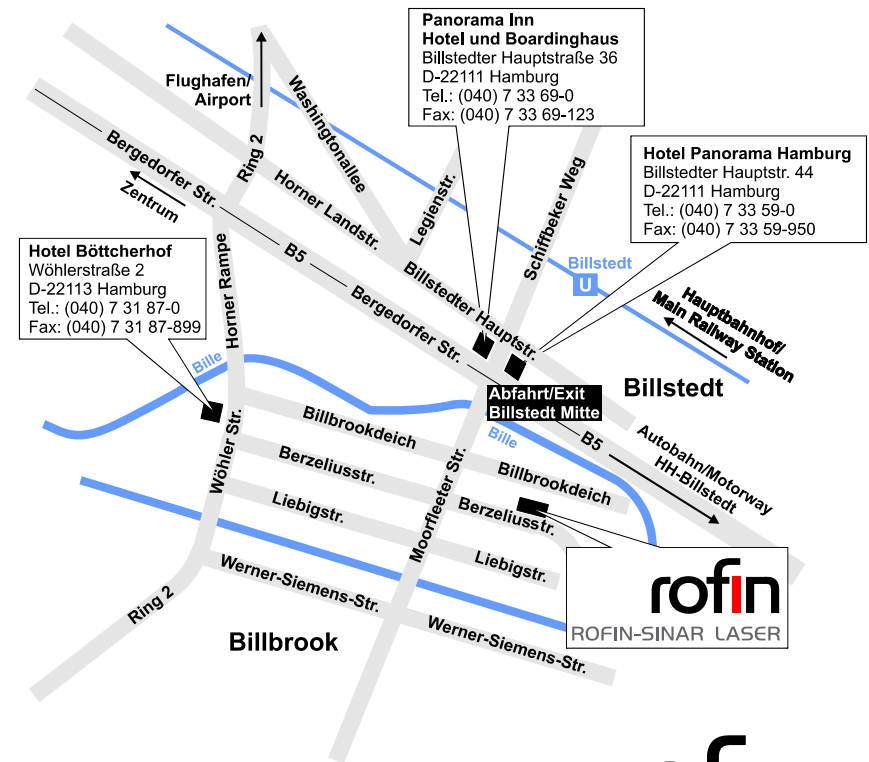 Panorama Inn
Hotel und Boardinghaus
Billstedter Hauptstraße 36
D-22111 Hamburg
Tel.: (040) 7 33 69-0
Fax: (040) 7 33 69-123
Flughafen/
Airport
Washingtonallee
Ring 2
Legienstr.
Schiffbeker Weg
Hotel Panorama Hamburg
Billstedter Hauptstr. 44
D-22111 Hamburg
Tel.: (040) 7 33 59-0
Fax: (040) 7 33 59-950
Bergedorfer Str.
Zentrum
Horner Landstr.
B5
Hotel Böttcherhof
Wöhlerstraße 2
D-22113 Hamburg
Tel.: (040) 7 31 87-0
Fax: (040) 7 31 87-899
Horner Rampe
Billstedter Hauptstr.
Bergedorfer Str.
Billstedt
U
Hauptbahnhof/
Main Railway Station
Bille
Billstedt
Abfahrt/Exit
Billstedt Mitte
Bille
B5
Autobahn/Motorway
HH-Billstedt
Wöhler Str.
Billbrookdeich
Billbrookdeich
Berzeliusstr.
Berzeliusstr.
Liebigstr.
Liebigstr.
Moorfleeter Str.
Werner-Siemens-Str.
Werner-Siemens-Str.
Ring 2
Billbrook
rofin
ROFIN-SINAR LASER